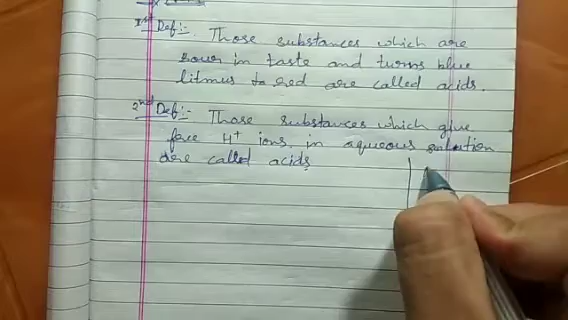 1st Def:- Those substances which are
sour in taste and turns blue
litmus to red are called acids.
2nd Def:- Those substances which give
free H+ ions in aqueous solution
are called acids